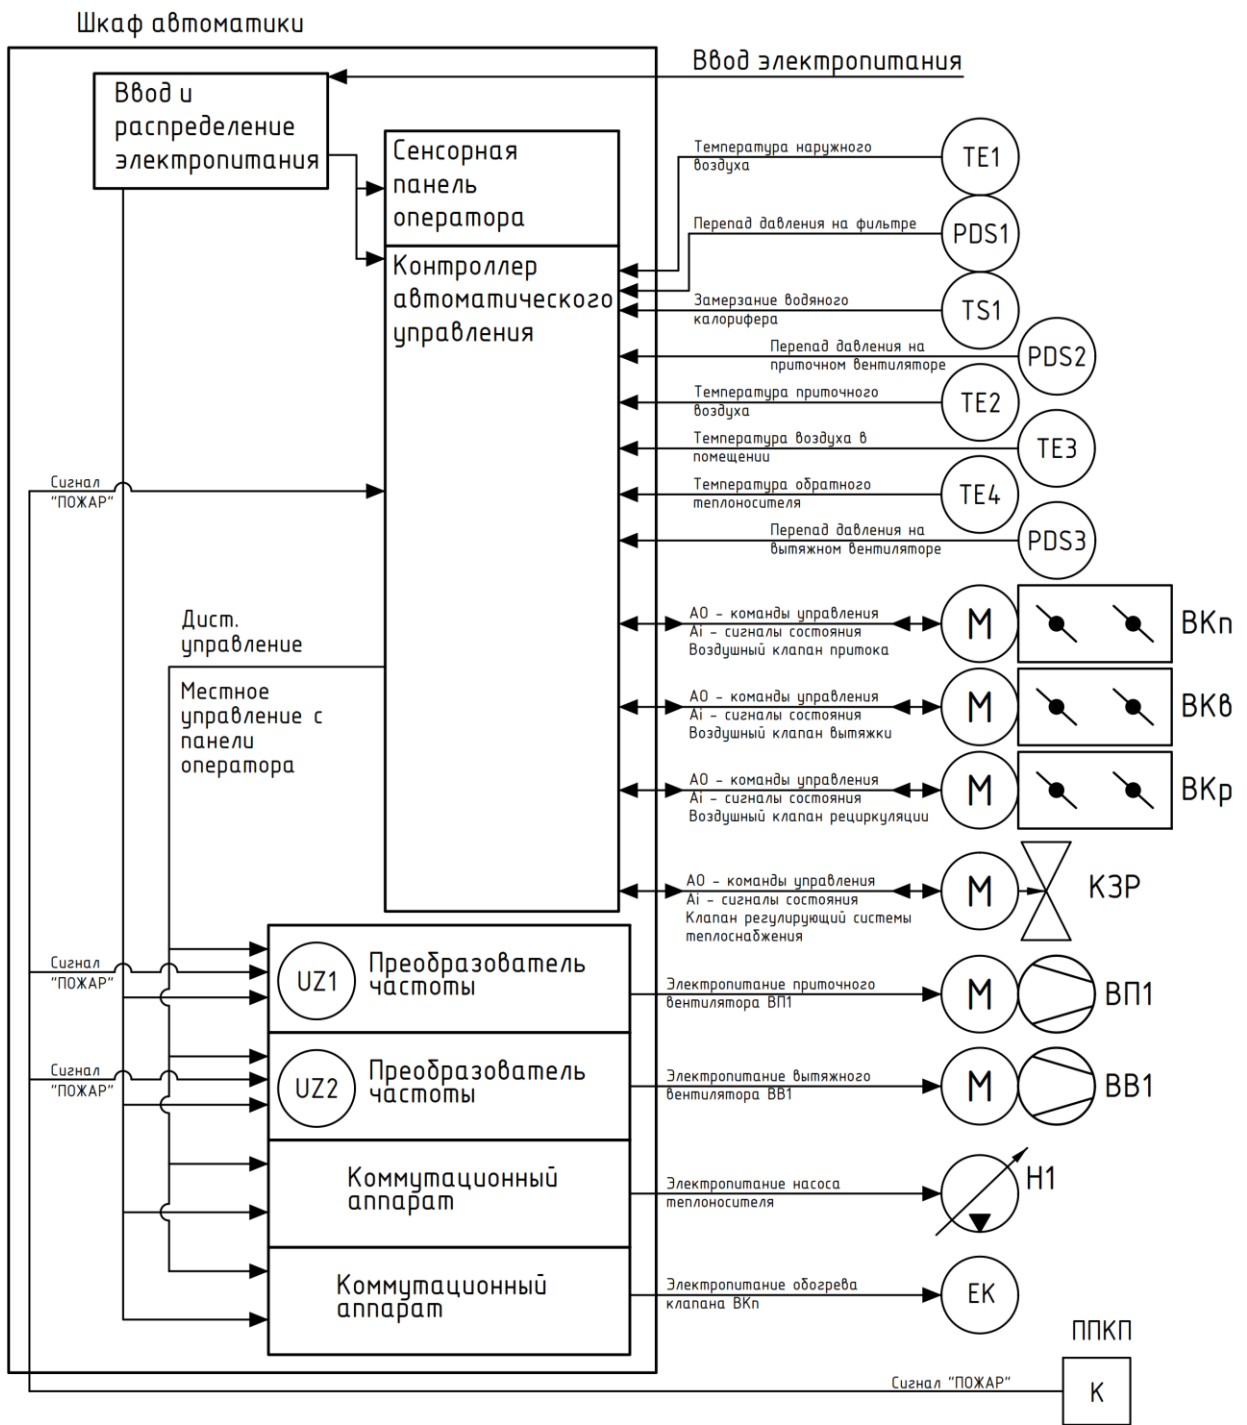 Шкаф автоматики
Ввод электропитания
Ввод и
распределение
электропитания
Сенсорная
панель
оператора
Контроллер
автоматического
управления
Температура наружного
воздуха
TE1
Перепад давления на фильтре
PDS1
Замерзание водяного
калорифера
TS1
Перепад давления на
приточном вентиляторе
PDS2
Температура приточного
воздуха
TE2
Температура воздуха в
помещении
TE3
Температура обратного
теплоносителя
TE4
Перепад давления на
вытяжном вентиляторе
PDS3
Сигнал
"ПОЖАР"
Дист.
управление
Местное
управление с
панели
оператора
АО - команды управления
Ai - сигналы состояния
Воздушный клапан притока
M
ВКп
АО - команды управления
Ai - сигналы состояния
Воздушный клапан вытяжки
M
ВКв
АО - команды управления
Ai - сигналы состояния
Воздушный клапан рециркуляции
M
ВКр
АО - команды управления
Ai - сигналы состояния
Клапан регулирующий системы
теплоснабжения
M
КЗР
Сигнал
"ПОЖАР"
UZ1
Преобразователь
частоты
Электропитание приточного
вентилятора ВП1
M
ВП1
Сигнал
"ПОЖАР"
UZ2
Преобразователь
частоты
Электропитание вытяжного
вентилятора ВВ1
M
ВВ1
Коммутационный
аппарат
Электропитание насоса
теплоносителя
Н1
Коммутационный
аппарат
Электропитание обогрева
клапана ВКп
EK
ППКП
Сигнал "ПОЖАР"
К